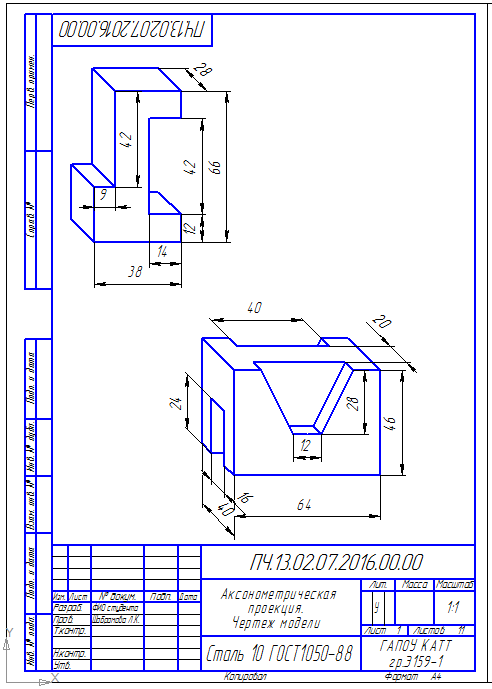 ПЧ.13.02.07.2016.00.00
Перв. примен.
Справ. №
Подп. и дата
Инв. № дубл.
Взам. инв. №
Подп. и дата
Инв. № подл.
28
42
42
66
9
12
14
38
40
20
24
28
46
12
16
40
64
ПЧ.13.02.07.2016.00.00
Изм. Лист № докум. Подп. Дата
Разраб. ФИО студента
Пров. Шабранова Л.К.
Т.контр.
Н.контр.
Утв.
Аксонометрическая
проекция.
Чертеж модели
Лит. Масса Масштаб
у 1:1
Лист 1 Листов 11
Сталь 10 ГОСТ1050-88
ГАПОУ КАТТ
гр.Э159-1
Копировал Формат А4
Y
X